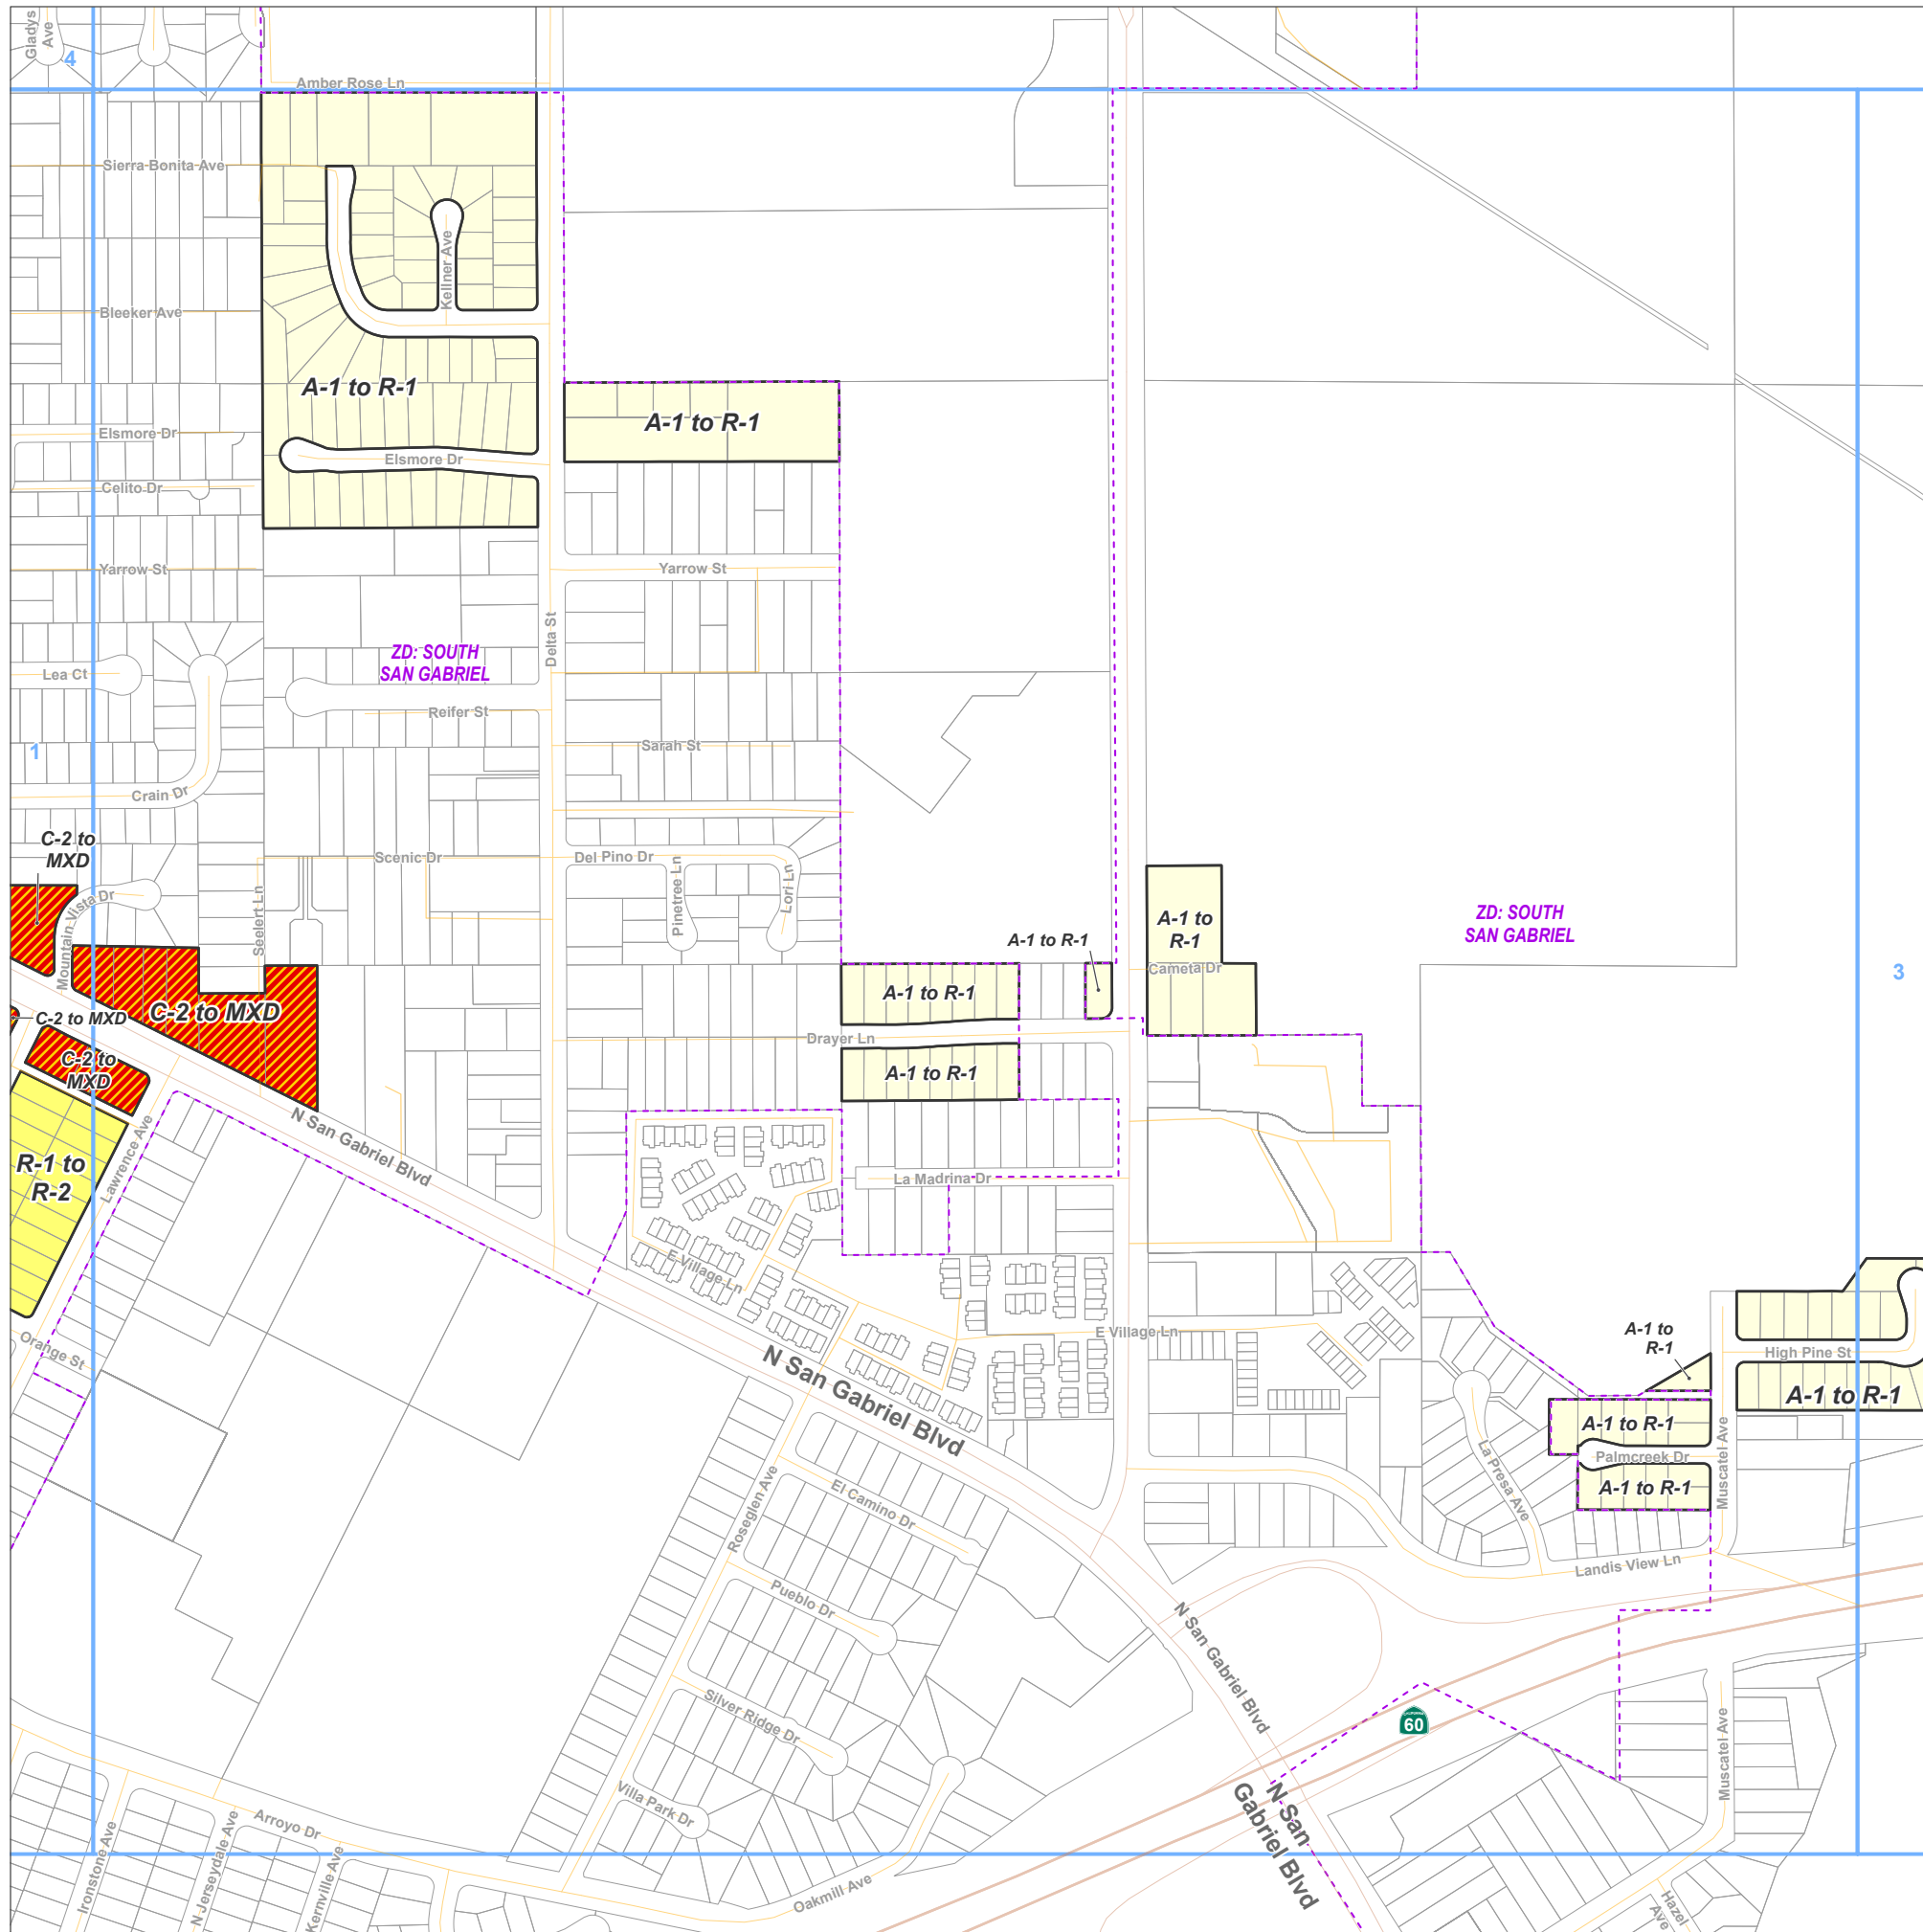 Gladys
Ave
4
Amber Rose Ln
Sierra Bonita Ave
Kellner Ave
Bleeker Ave
A-1 to R-1
A-1 to R-1
Elsmore Dr
Elsmore Dr
Celito Dr
Yarrow St
Yarrow St
Delta St
ZD: SOUTH
SAN GABRIEL
Lea Ct
Reifer St
1
Sarah St
Crain Dr
C-2 to
MXD
Scenic Dr
Del Pino Dr
Pinetree Ln
Lori Ln
Mountain Vista Dr
Seelert Ln
A-1 to
R-1
ZD: SOUTH
SAN GABRIEL
A-1 to R-1
Cameta Dr
3
A-1 to R-1
C-2 to MXD
C-2 to MXD
Drayer Ln
C-2 to
MXD
A-1 to R-1
N San Gabriel Blvd
Lawrence Ave
R-1 to
R-2
La Madrina Dr
E Village Ln
Orange St
E Village Ln
A-1 to
R-1
High Pine St
N San Gabriel Blvd
A-1 to R-1
A-1 to R-1
Palmcreek Dr
A-1 to R-1
Muscatel Ave
La Presa Ave
Roseglen Ave
El Camino Dr
Landis View Ln
Pueblo Dr
N San Gabriel Blvd
Silver Ridge Dr
CALIFORNIA
60
Muscatel Ave
Villa Park Dr
N San
Gabriel Blvd
Arroyo Dr
Ironstone Ave
N Jerseydale Ave
Kernville Ave
Oakmill Ave
Hazel
Ave